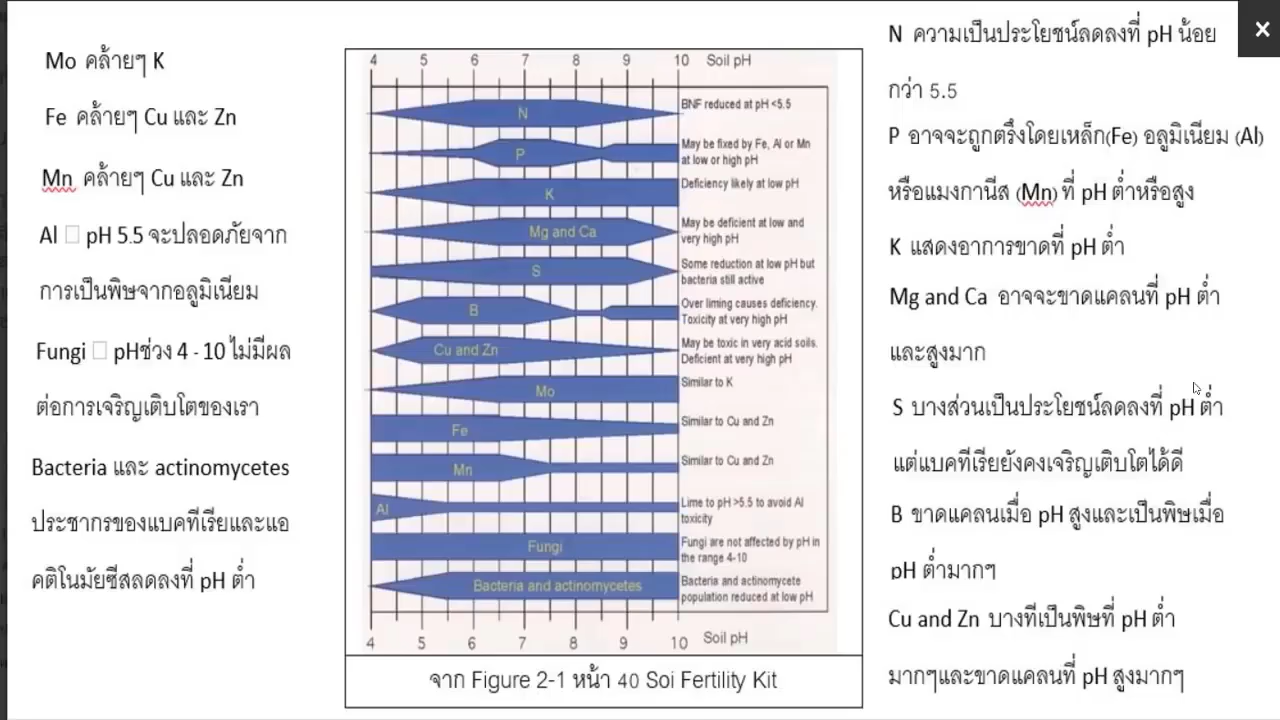 Mo คล้ายๆ K
Fe คล้ายๆ Cu และ Zn
Mn คล้ายๆ Cu และ Zn
Al □ pH 5.5 จะปลอดภัยจาก
การเป็นพิษจากอลูมิเนียม
Fungi □ pHช่วง 4 - 10 ไม่มีผล
ต่อการเจริญเติบโตของเรา
Bacteria และ actinomycetes
ประชากรของแบคทีเรียและแอ
คติโนมัยซีสลดลงที่ pH ต่ำ
4 5 6 7 8 9 10 Soil pH
N BNF reduced at pH <5.5
P May be fixed by Fe, Al or Mn
at low or high pH
K Deficiency likely at low pH
Mg and Ca May be deficient at low and
very high pH
S Some reduction at low pH but
bacteria still active
B Over liming causes deficiency.
Toxicity at very high pH
Cu and Zn May be toxic in very acid soils.
Deficient at very high pH
Mo Similar to K
Fe Similar to Cu and Zn
Mn Similar to Cu and Zn
Al Lime to pH >5.5 to avoid Al
toxicity
Fungi Fungi are not affected by pH in
the range 4-10
Bacteria and actinomycetes Bacteria and actinomycete
population reduced at low pH
4 5 6 7 8 9 10 Soil pH
จาก Figure 2-1 หน้า 40 Soi Fertility Kit
N ความเป็นประโยชน์ลดลงที่ pH น้อย
กว่า 5.5
P อาจจะถูกตรึงโดยเหล็ก(Fe) อลูมิเนียม (Al)
หรือแมงกานีส (Mn) ที่ pH ต่ำหรือสูง
K แสดงอาการขาดที่ pH ต่ำ
Mg and Ca อาจจะขาดแคลนที่ pH ต่ำ
และสูงมาก
S บางส่วนเป็นประโยชน์ลดลงที่ pH ต่ำ
แต่แบคทีเรียยังคงเจริญเติบโตได้ดี
B ขาดแคลนเมื่อ pH สูงและเป็นพิษเมื่อ
pH ต่ำมากๆ
Cu and Zn บางทีเป็นพิษที่ pH ต่ำ
มากๆและขาดแคลนที่ pH สูงมากๆ